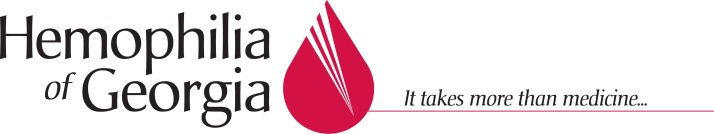 Hemophilia
of Georgia
It takes more than medicine...